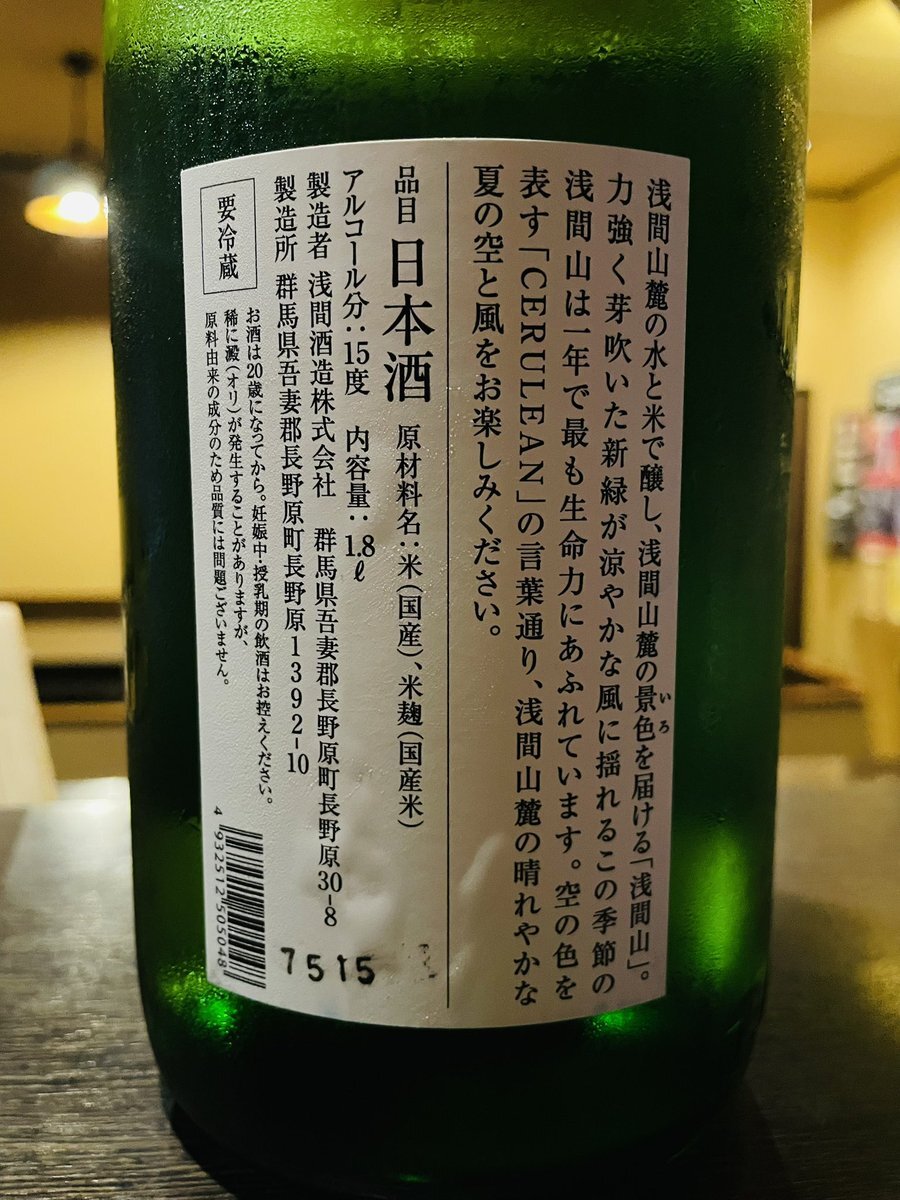 浅間山麓の水と米で醸し、浅間山麓の景色を届ける「浅間山」。
いろ
力強く芽吹いた新緑が涼やかな風に揺れるこの季節の
浅間山は一年で最も生命力にあふれています。空の色を
表す「CERULEAN」の言葉通り、浅間山麓の晴れやかな
夏の空と風をお楽しみください。
品目 日本酒 原材料名：米（国産）、米麹（国産米）
アルコール分：15度 内容量：1.8ℓ
製造者 浅間酒造株式会社 群馬県吾妻郡長野原町長野原30-8
製造所 群馬県吾妻郡長野原町長野原1392-10
要冷蔵
お酒は20歳になってから。妊娠中・授乳期の飲酒はお控えください。
稀に澱（オリ）が発生することがありますが、
原料由来の成分のため品質には問題ございません。
4932512505048
7515